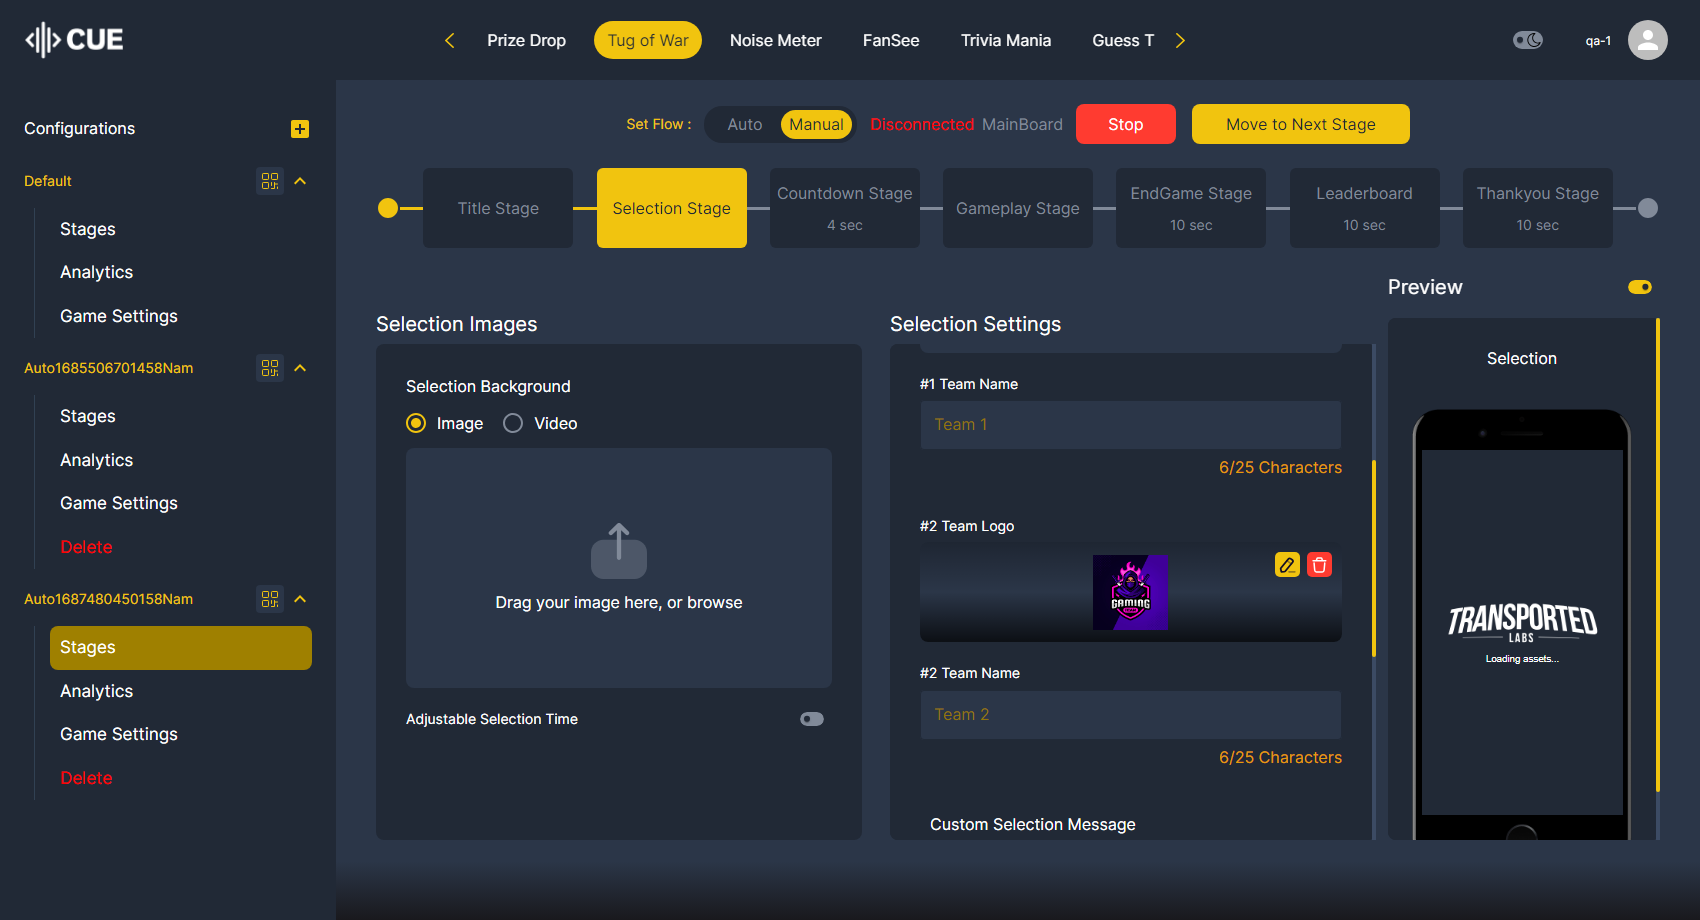 CUE
Prize Drop
Tug of War
Noise Meter
FanSee
Trivia Mania
Guess T
qa-1
Configurations
Default
Stages
Analytics
Game Settings
Auto1685506701458Nam
Stages
Analytics
Game Settings
Delete
Auto1687480450158Nam
Stages
Analytics
Game Settings
Delete
Set Flow :
Auto
Manual
Disconnected MainBoard
Stop
Move to Next Stage
Title Stage
Selection Stage
Countdown Stage
4 sec
Gameplay Stage
EndGame Stage
10 sec
Leaderboard
10 sec
Thankyou Stage
10 sec
Selection Images
Selection Background
Image
Video
Drag your image here, or browse
Adjustable Selection Time
Selection Settings
#1 Team Name
Team 1
6/25 Characters
#2 Team Logo
GAMING
#2 Team Name
Team 2
6/25 Characters
Custom Selection Message
Preview
Selection
TRANSPORTED
LABS
Loading assets...